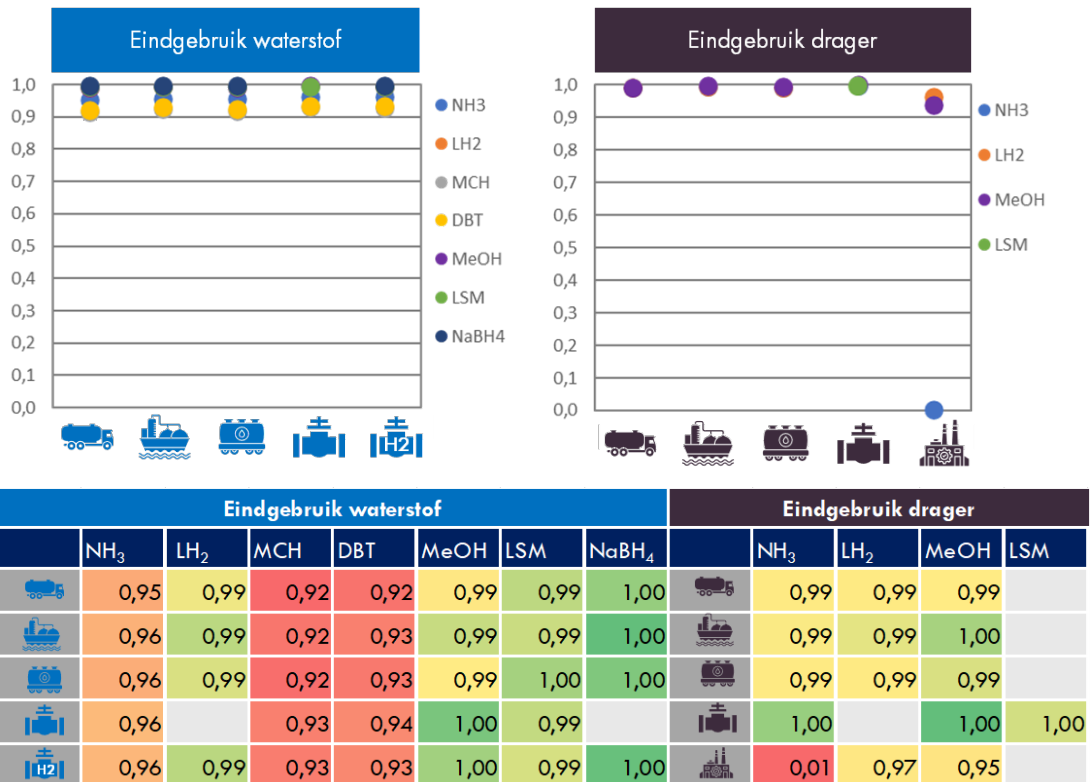 Eindgebruik waterstof
1,0
0,9
0,8
0,7
0,6
0,5
0,4
0,3
0,2
0,1
0,0
NH3
LH2
MCH
DBT
MeOH
LSM
NaBH4
H2
Eindgebruik drager
1,0
0,9
0,8
0,7
0,6
0,5
0,4
0,3
0,2
0,1
0,0
NH3
LH2
MeOH
LSM
Eindgebruik waterstof Eindgebruik drager
NH₃ LH₂ MCH DBT MeOH LSM NaBH₄ NH₃ LH₂ MeOH LSM
0,95 0,99 0,92 0,92 0,99 0,99 1,00 0,99 0,99 0,99
0,96 0,99 0,92 0,93 0,99 0,99 1,00 0,99 0,99 1,00
0,96 0,99 0,92 0,93 0,99 1,00 1,00 0,99 0,99 0,99
0,96 0,93 0,94 1,00 0,99 1,00 1,00 1,00
H2 0,96 0,99 0,93 0,93 1,00 0,99 1,00 0,01 0,97 0,95